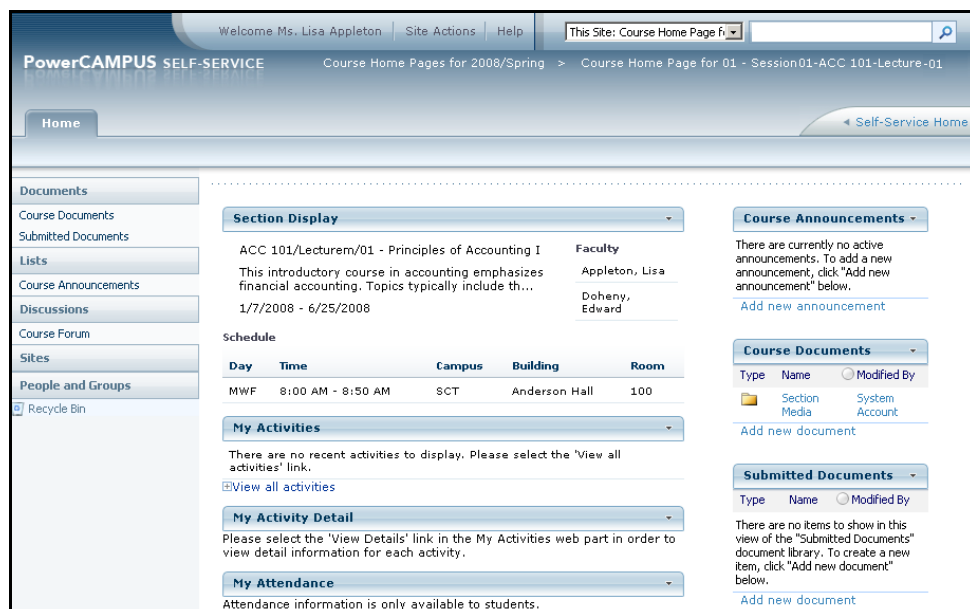 Welcome Ms. Lisa Appleton | Site Actions | Help
This Site: Course Home Page f
PowerCAMPUS SELF-SERVICE
Course Home Pages for 2008/Spring > Course Home Page for 01 - Session01-ACC 101-Lecture-01
Home
Self-Service Home
Documents
Course Documents
Submitted Documents
Lists
Course Announcements
Discussions
Course Forum
Sites
People and Groups
Recycle Bin
Section Display
ACC 101/Lecturem/01 - Principles of Accounting I
This introductory course in accounting emphasizes
financial accounting. Topics typically include th...
1/7/2008 - 6/25/2008
Faculty
Appleton, Lisa
Doheny,
Edward
Schedule
Day Time Campus Building Room
MWF 8:00 AM - 8:50 AM SCT Anderson Hall 100
My Activities
There are no recent activities to display. Please select the 'View all
activities' link.
View all activities
My Activity Detail
Please select the 'View Details' link in the My Activities web part in order to
view detail information for each activity.
My Attendance
Attendance information is only available to students.
Course Announcements
There are currently no active
announcements. To add a new
announcement, click "Add new
announcement" below.
Add new announcement
Course Documents
Type Name Modified By
Section System
Media Account
Add new document
Submitted Documents
Type Name Modified By
There are no items to show in this
view of the "Submitted Documents"
document library. To create a new
item, click "Add new document"
below.
Add new document